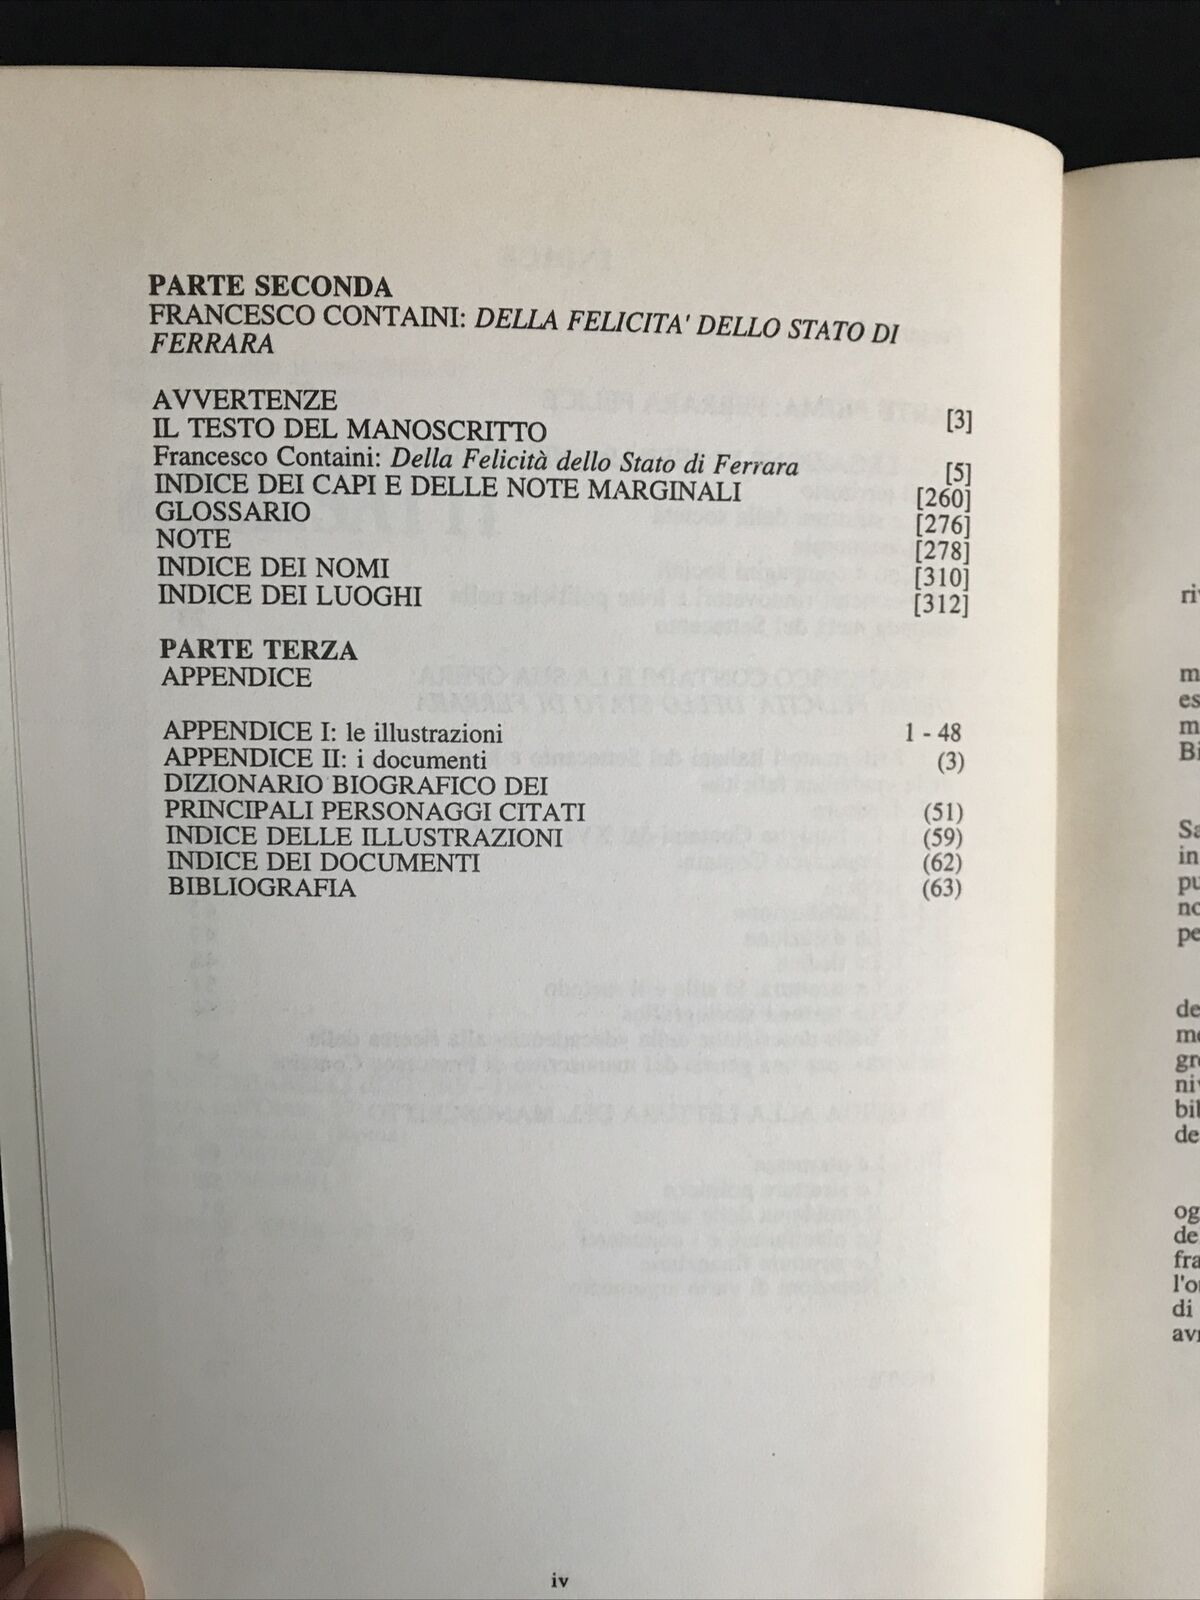 PARTE SECONDA
FRANCESCO CONTAINI: DELLA FELICITA' DELLO STATO DI
FERRARA
AVVERTENZE [3]
IL TESTO DEL MANOSCRITTO
Francesco Containi: Della Felicità dello Stato di Ferrara [5]
INDICE DEI CAPI E DELLE NOTE MARGINALI [260]
GLOSSARIO [276]
NOTE [278]
INDICE DEI NOMI [310]
INDICE DEI LUOGHI [312]
PARTE TERZA
APPENDICE
APPENDICE I: le illustrazioni 1 - 48
APPENDICE II: i documenti (3)
DIZIONARIO BIOGRAFICO DEI
PRINCIPALI PERSONAGGI CITATI (51)
INDICE DELLE ILLUSTRAZIONI (59)
INDICE DEI DOCUMENTI (62)
BIBLIOGRAFIA (63)
iv